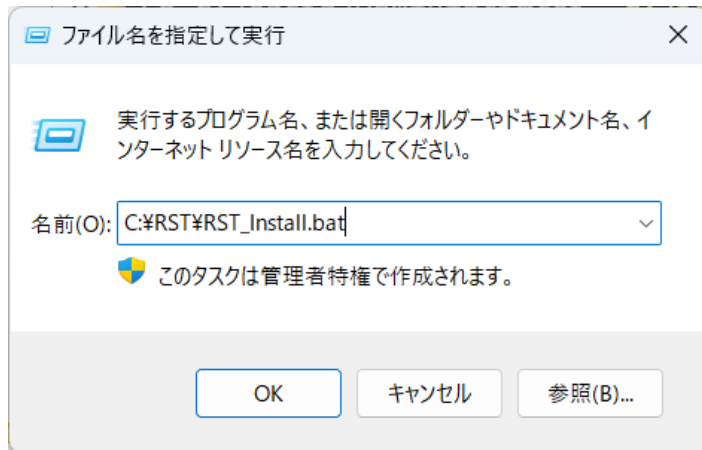 ファイル名を指定して実行
実行するプログラム名、または開くフォルダーやドキュメント名、イ
ンターネット リソース名を入力してください。
名前(O): C:¥RST¥RST_Install.bat
このタスクは管理者特権で作成されます。
OK キャンセル 参照(B)...